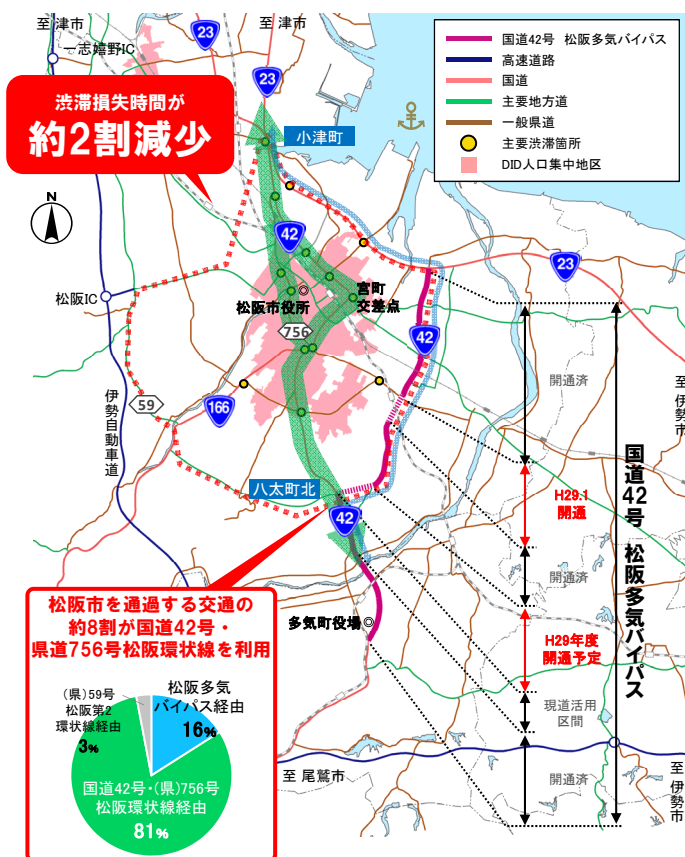 至 津市
至 津市
一志嬉野IC
23
23
渋滞損失時間が
約2割減少
小津町
国道42号 松阪多気バイパス
高速道路
国道
主要地方道
一般県道
主要渋滞箇所
DID人口集中地区
N
42
23
松阪IC
松阪市役所
宮町
交差点
756
42
59
166
伊勢自動車道
八太町北
42
多気町役場
至 伊勢市
開通済
H29.1
開通
開通済
H29年度
開通予定
現道活用
区間
開通済
国道42号 松阪多気バイパス
至 尾鷲市
至 伊勢市
松阪市を通過する交通の
約8割が国道42号・
県道756号松阪環状線を利用
(県)59号
松阪第2
環状線経由
3%
松阪多気
バイパス経由
16%
国道42号・(県)756号
松阪環状線経由
81%